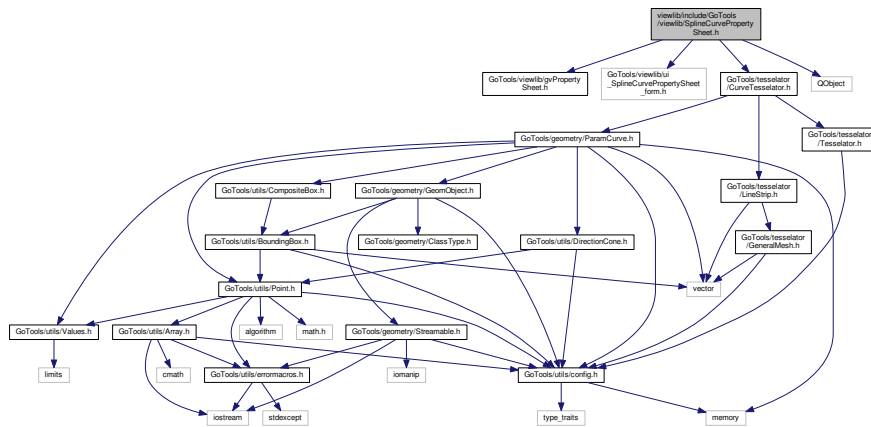 viewlib/include/GoTools
/viewlib/SplineCurveProperty
Sheet.h
GoTools/viewlib/gvProperty
Sheet.h
GoTools/viewlib/ui
_SplineCurvePropertySheet
_form.h
GoTools/tesselator
/CurveTesselator.h
QObject
GoTools/geometry/ParamCurve.h
GoTools/tesselator
/Tesselator.h
GoTools/utils/CompositeBox.h
GoTools/geometry/GeomObject.h
GoTools/tesselator
/LineStrip.h
GoTools/utils/BoundingBox.h
GoTools/geometry/ClassType.h
GoTools/utils/DirectionCone.h
GoTools/tesselator
/GeneralMesh.h
GoTools/utils/Point.h
vector
GoTools/utils/Values.h
GoTools/utils/Array.h
algorithm
math.h
GoTools/geometry/Streamable.h
limits
cmath
GoTools/utils/errormacros.h
iomanip
GoTools/utils/config.h
iostream
stdexcept
type_traits
memory